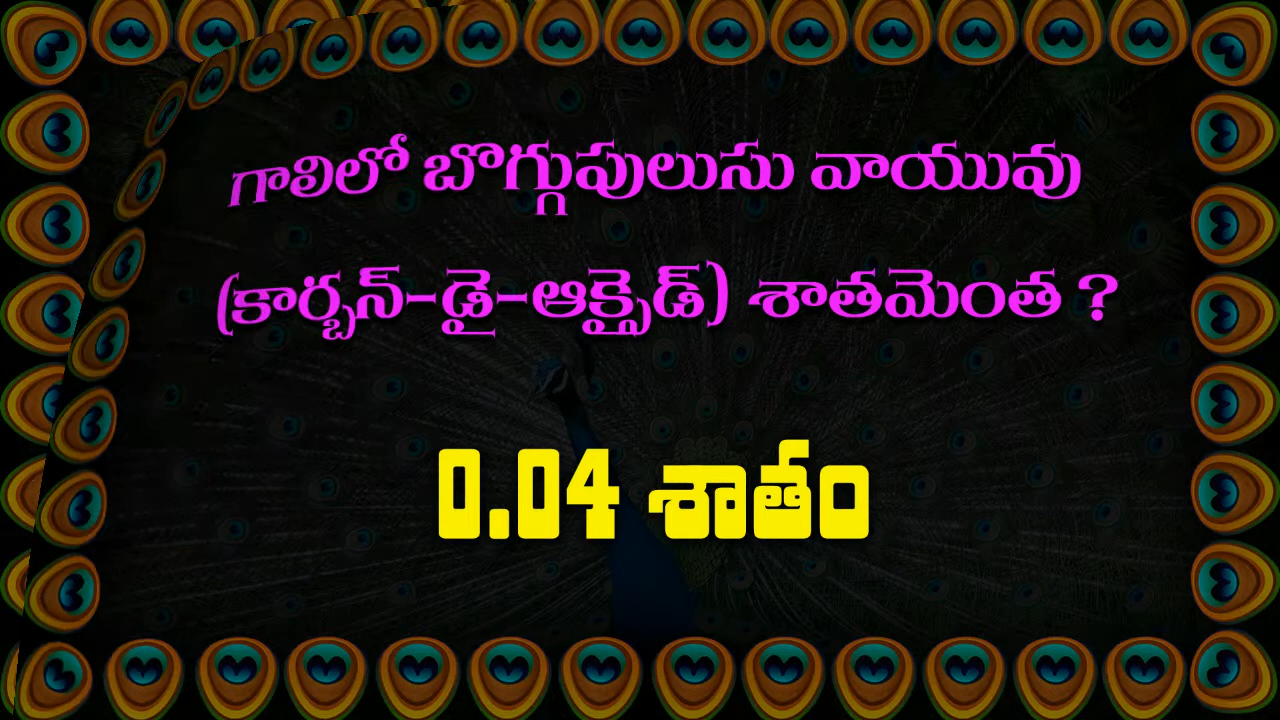 గాలిలో బొగ్గుపులుసు వాయువు
(కార్బన్-డై-ఆక్సైడ్) శాతమెంత ?
0.04 శాతం